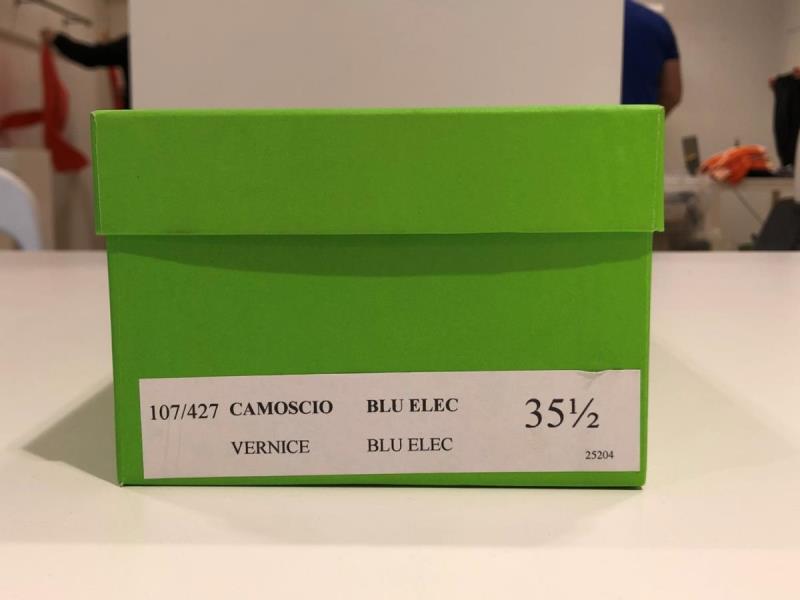 107/427 CAMOSCIO BLU ELEC 35½
VERNICE BLU ELEC
25204